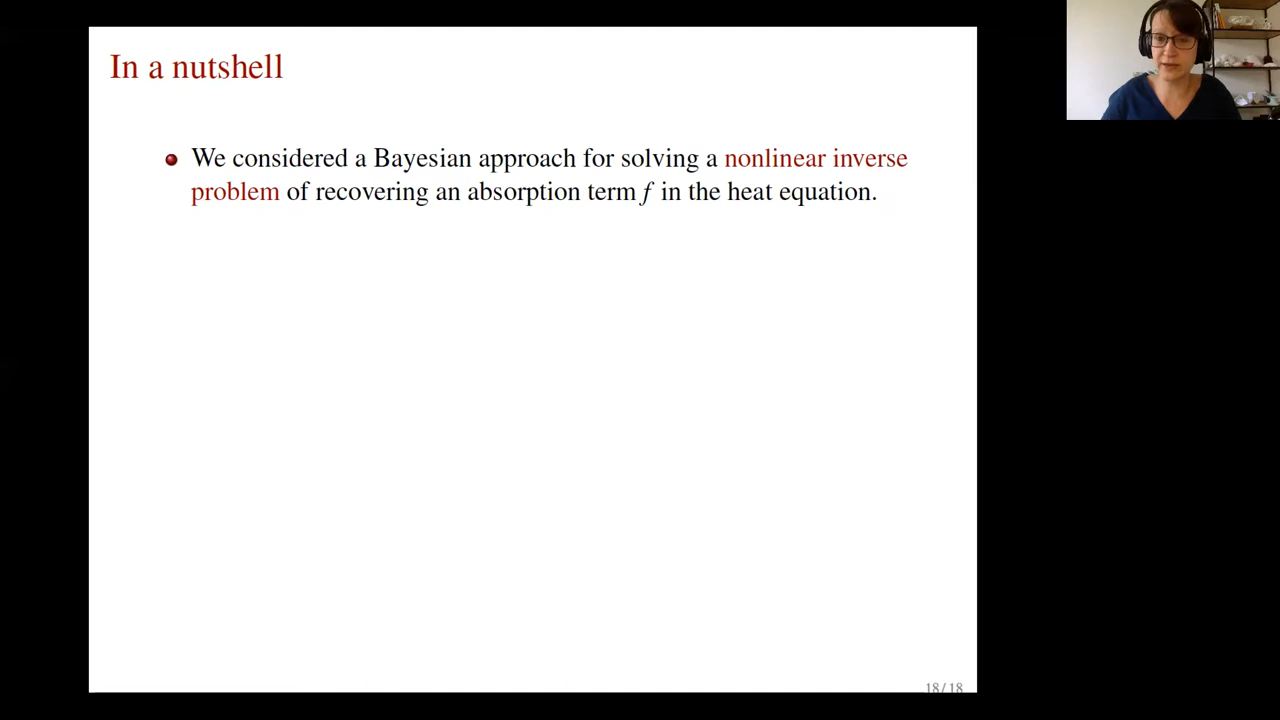 In a nutshell
We considered a Bayesian approach for solving a nonlinear inverse
problem of recovering an absorption term f in the heat equation.
18/18